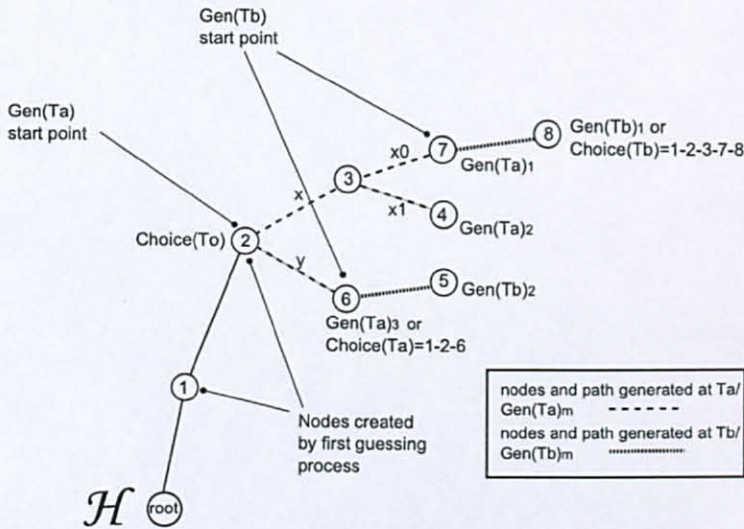 Gen(Tb)
start point
Gen(Ta)
start point
8
Gen(Tb)1 or
Choice(Tb)=1-2-3-7-8
x0
7
Gen(Ta)1
3
x
x1
4
Gen(Ta)2
Choice(To)
2
y
5
Gen(Tb)2
6
Gen(Ta)3 or
Choice(Ta)=1-2-6
1
Nodes created
by first guessing
process
nodes and path generated at Ta/
Gen(Ta)m
nodes and path generated at Tb/
Gen(Tb)m
H root